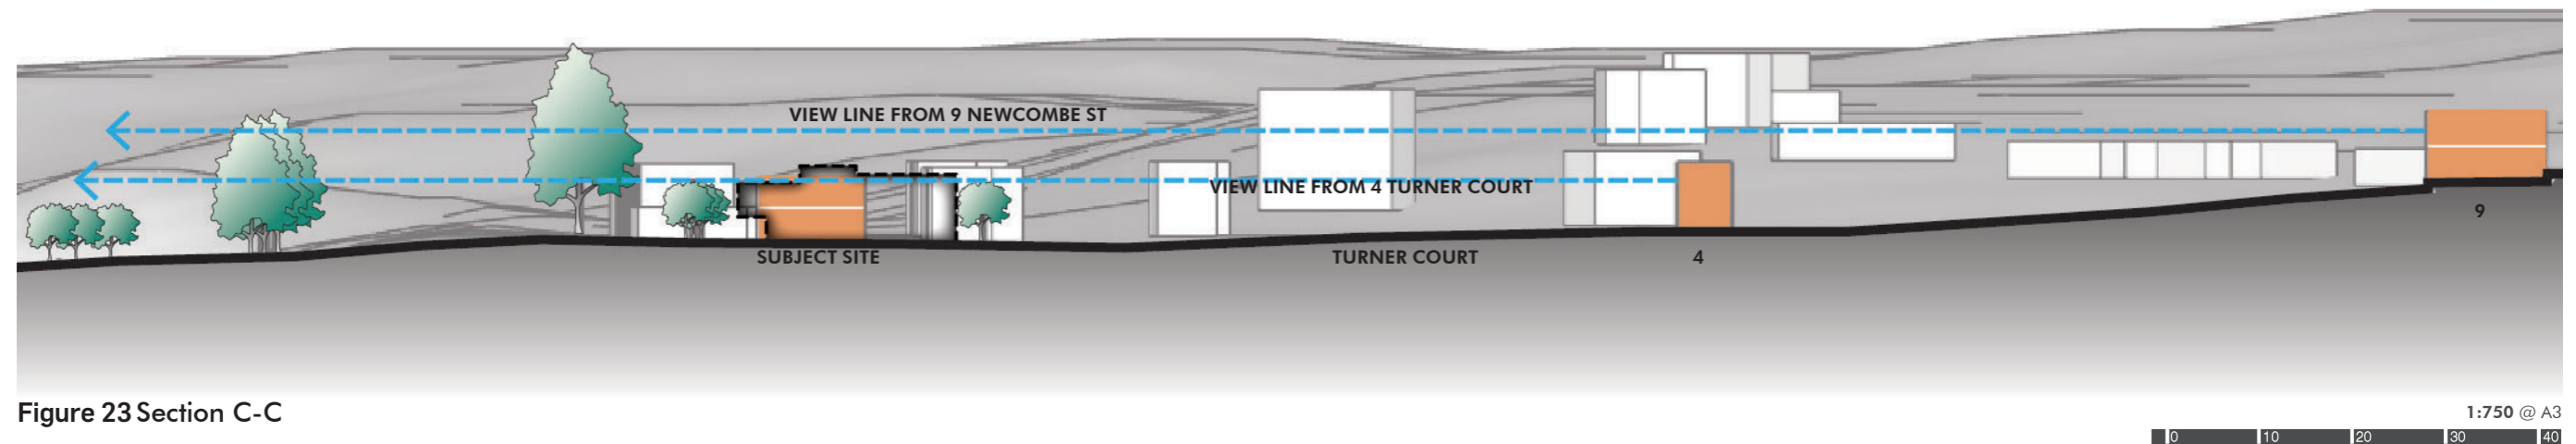 VIEW LINE FROM 9 NEWCOMBE ST
VIEW LINE FROM 4 TURNER COURT
9
SUBJECT SITE TURNER COURT 4
Figure 23 Section C-C
1:750 @ A3
0 10 20 30 40